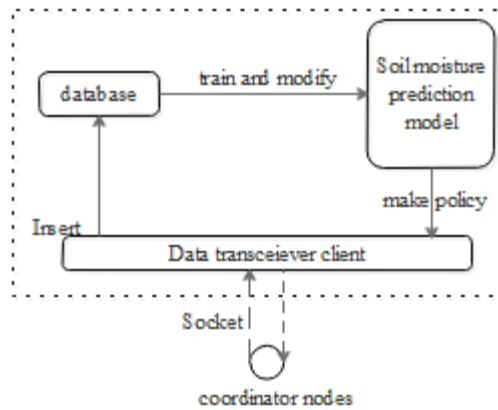 Soil moisture
prediction
model
train and modify
database
make policy
Insert
Data transceiever client
Socket
coordinator nodes